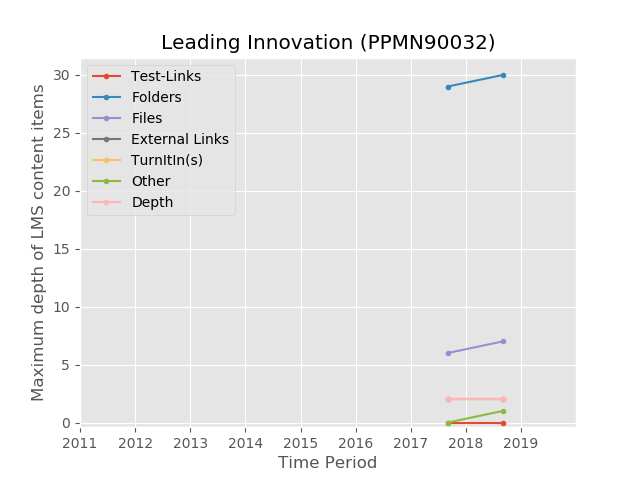 Leading Innovation (PPMN90032)
Test-Links
Folders
Files
External Links
TurnItIn(s)
Other
Depth
Maximum depth of LMS content items
30
25
20
15
10
5
0
2011 2012 2013 2014 2015 2016 2017 2018 2019
Time Period